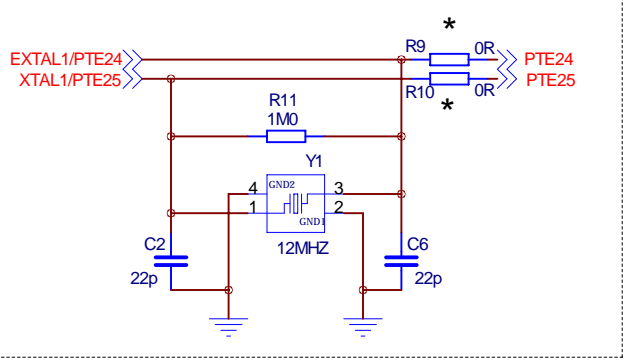 *
R9 0R
EXTAL1/PTE24 PTE24
XTAL1/PTE25 PTE25
R10 0R
*
R11
1M0
Y1
4 GND2 3
1 GND1 2
12MHZ
C2 C6
22p 22p